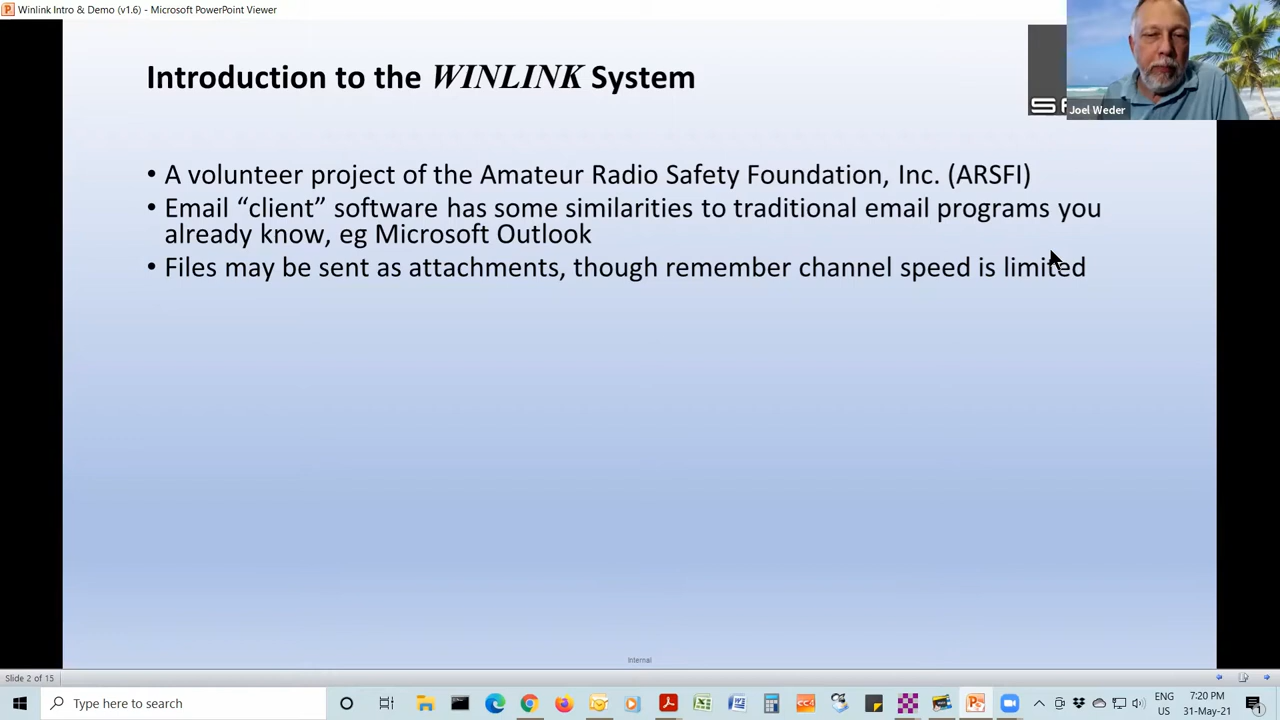 Winlink Intro & Demo (v1.6) - Microsoft PowerPoint Viewer
Introduction to the WINLINK System
Joel Weder
• A volunteer project of the Amateur Radio Safety Foundation, Inc. (ARSFI)
• Email “client” software has some similarities to traditional email programs you
already know, eg Microsoft Outlook
• Files may be sent as attachments, though remember channel speed is limited
Internal
Slide 2 of 15
Type here to search
ENG
US
7:20 PM
31-May-21